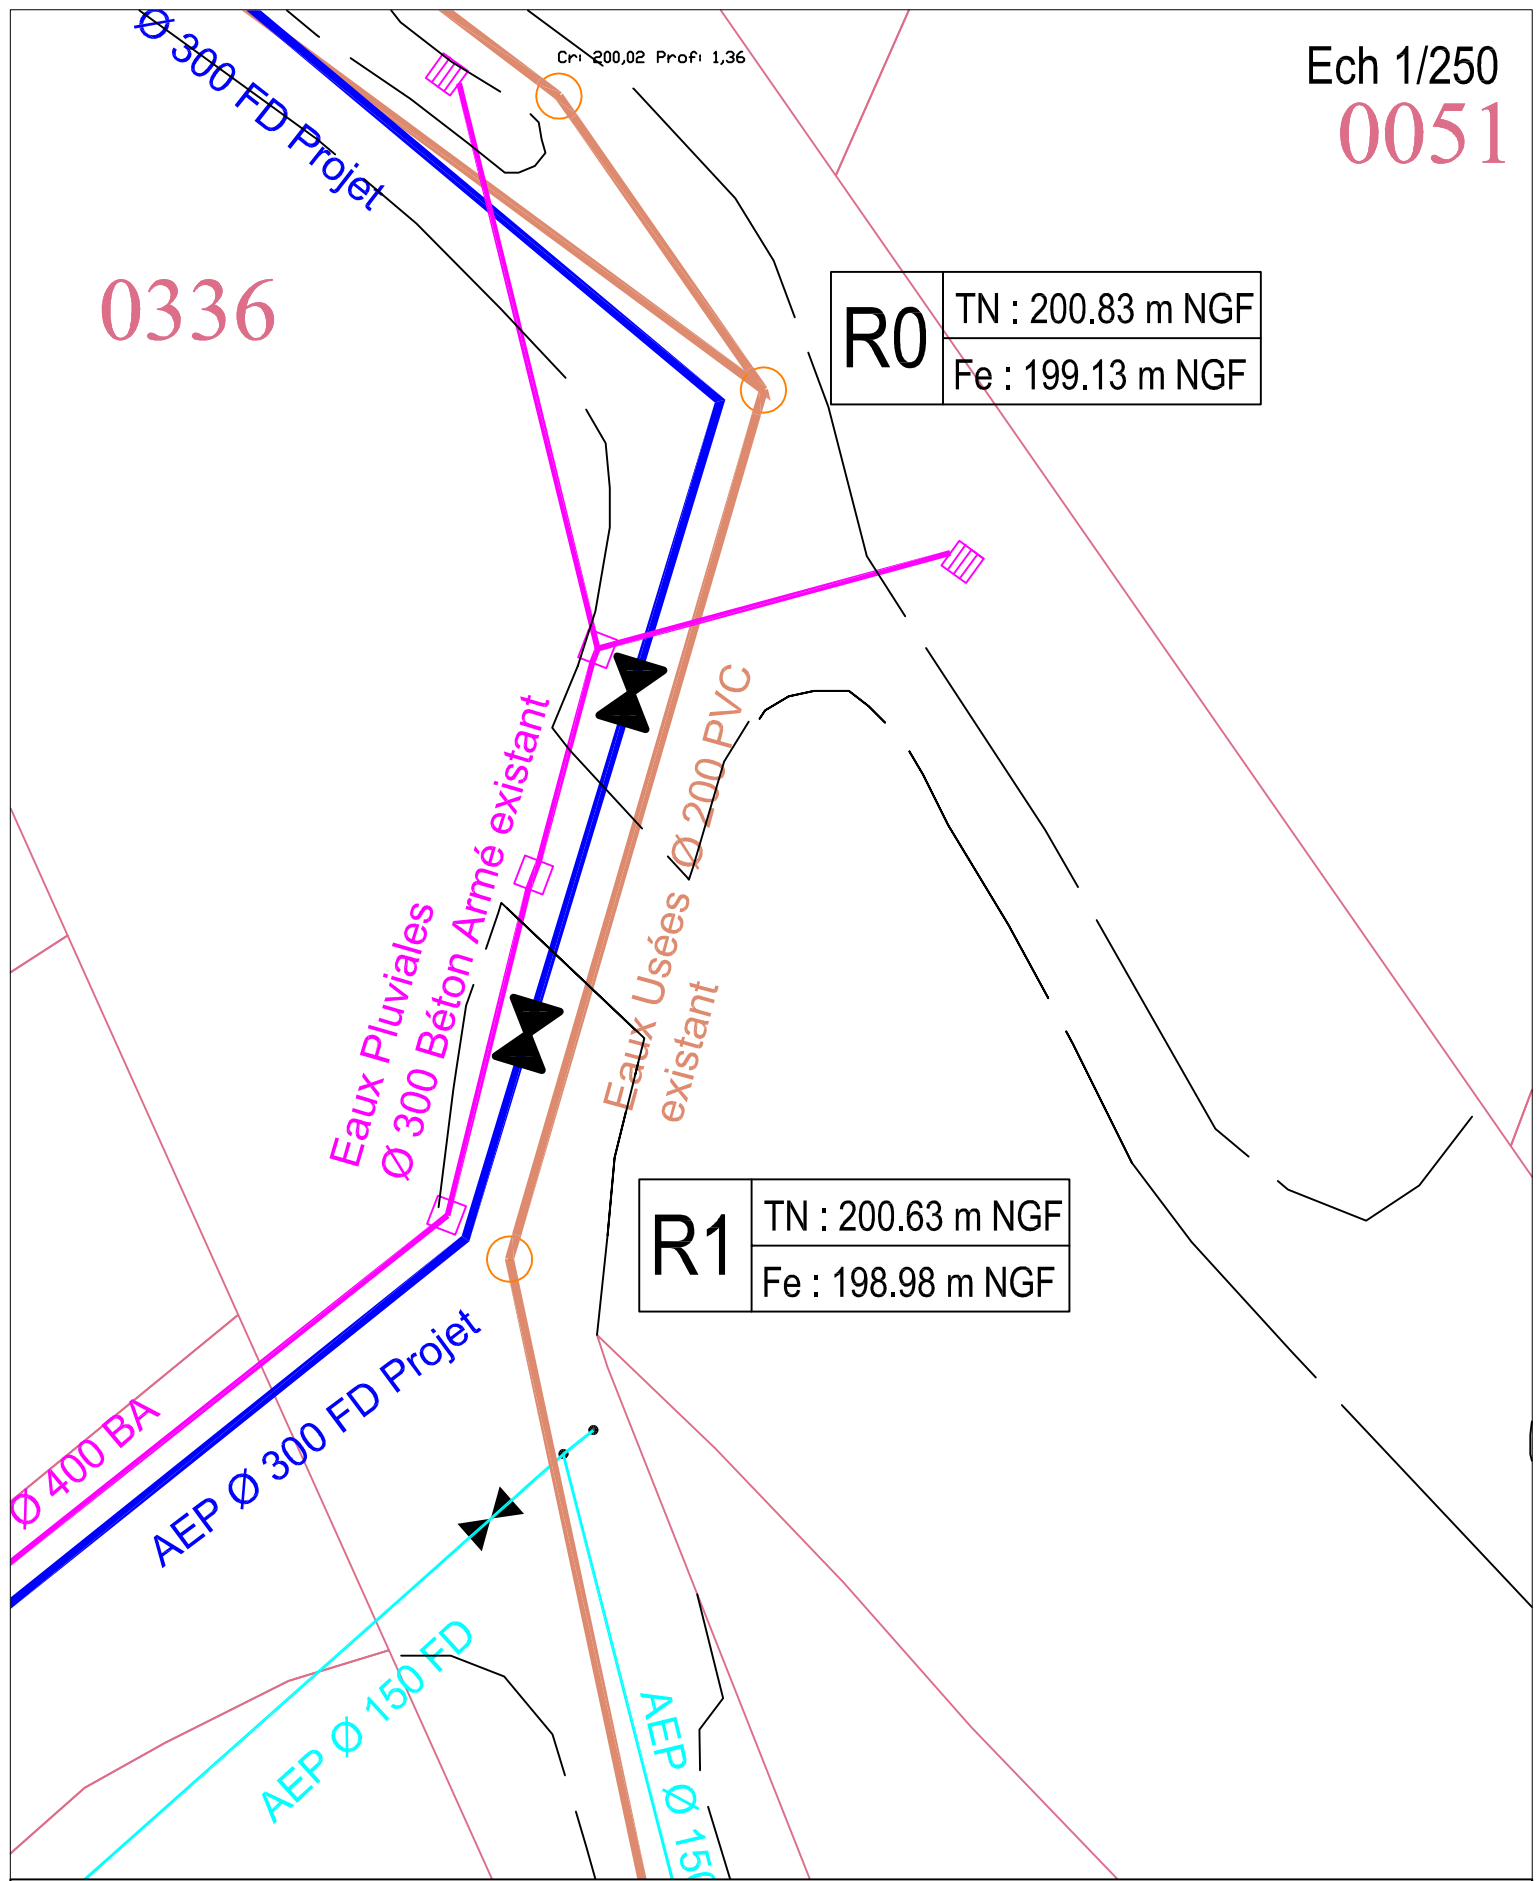 Ø 300 FD Projet
Cr: 200,02 Prof: 1,36
Ech 1/250
0051
0336
R0
TN : 200.83 m NGF
Fe : 199.13 m NGF
Eaux Pluviales
Ø 300 Béton Armé existant
Eaux Usées Ø 200 PVC
existant
R1
TN : 200.63 m NGF
Fe : 198.98 m NGF
Ø 400 BA
AEP Ø 300 FD Projet
AEP Ø 150 FD
AEP Ø 150